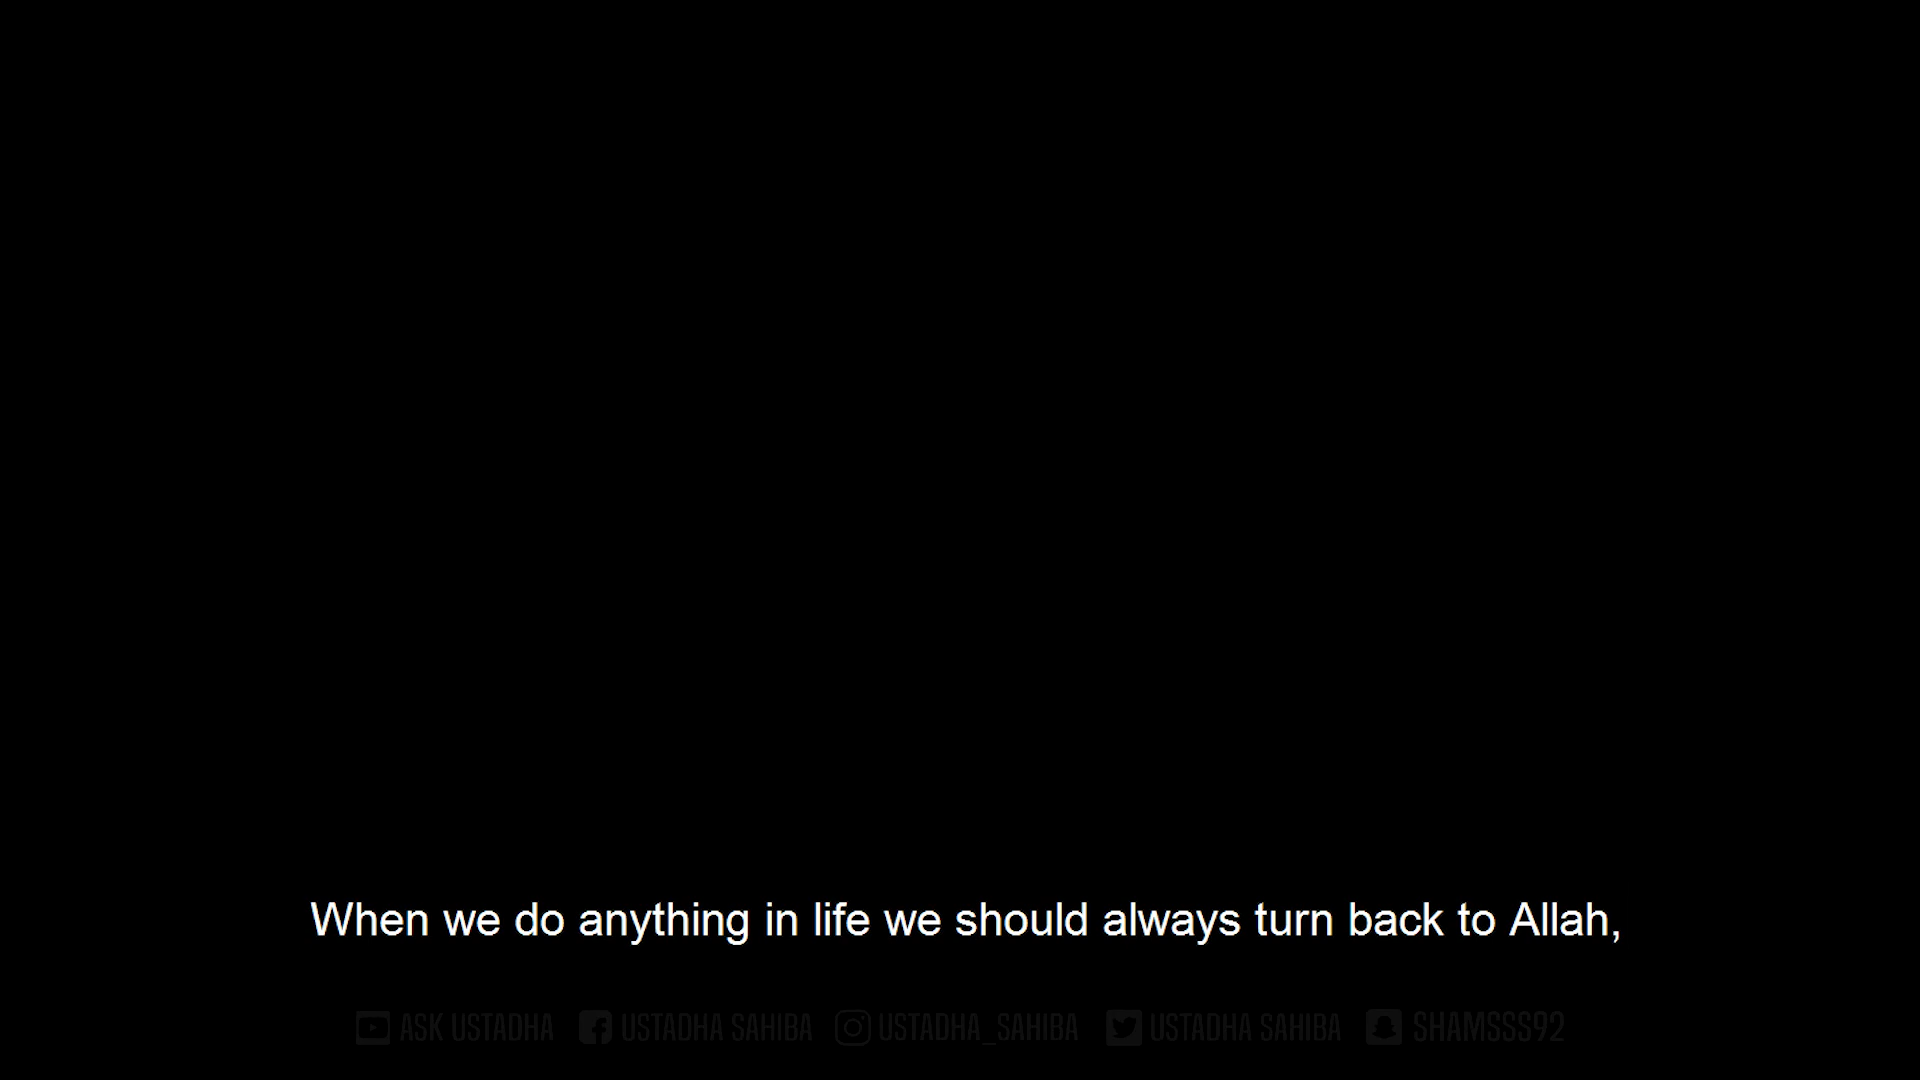 When we do anything in life we should always turn back to Allah,
ASK USTADHA USTADHA SAHIBA USTADHA_SAHIBA USTADHA SAHIBA SHAMSSS92